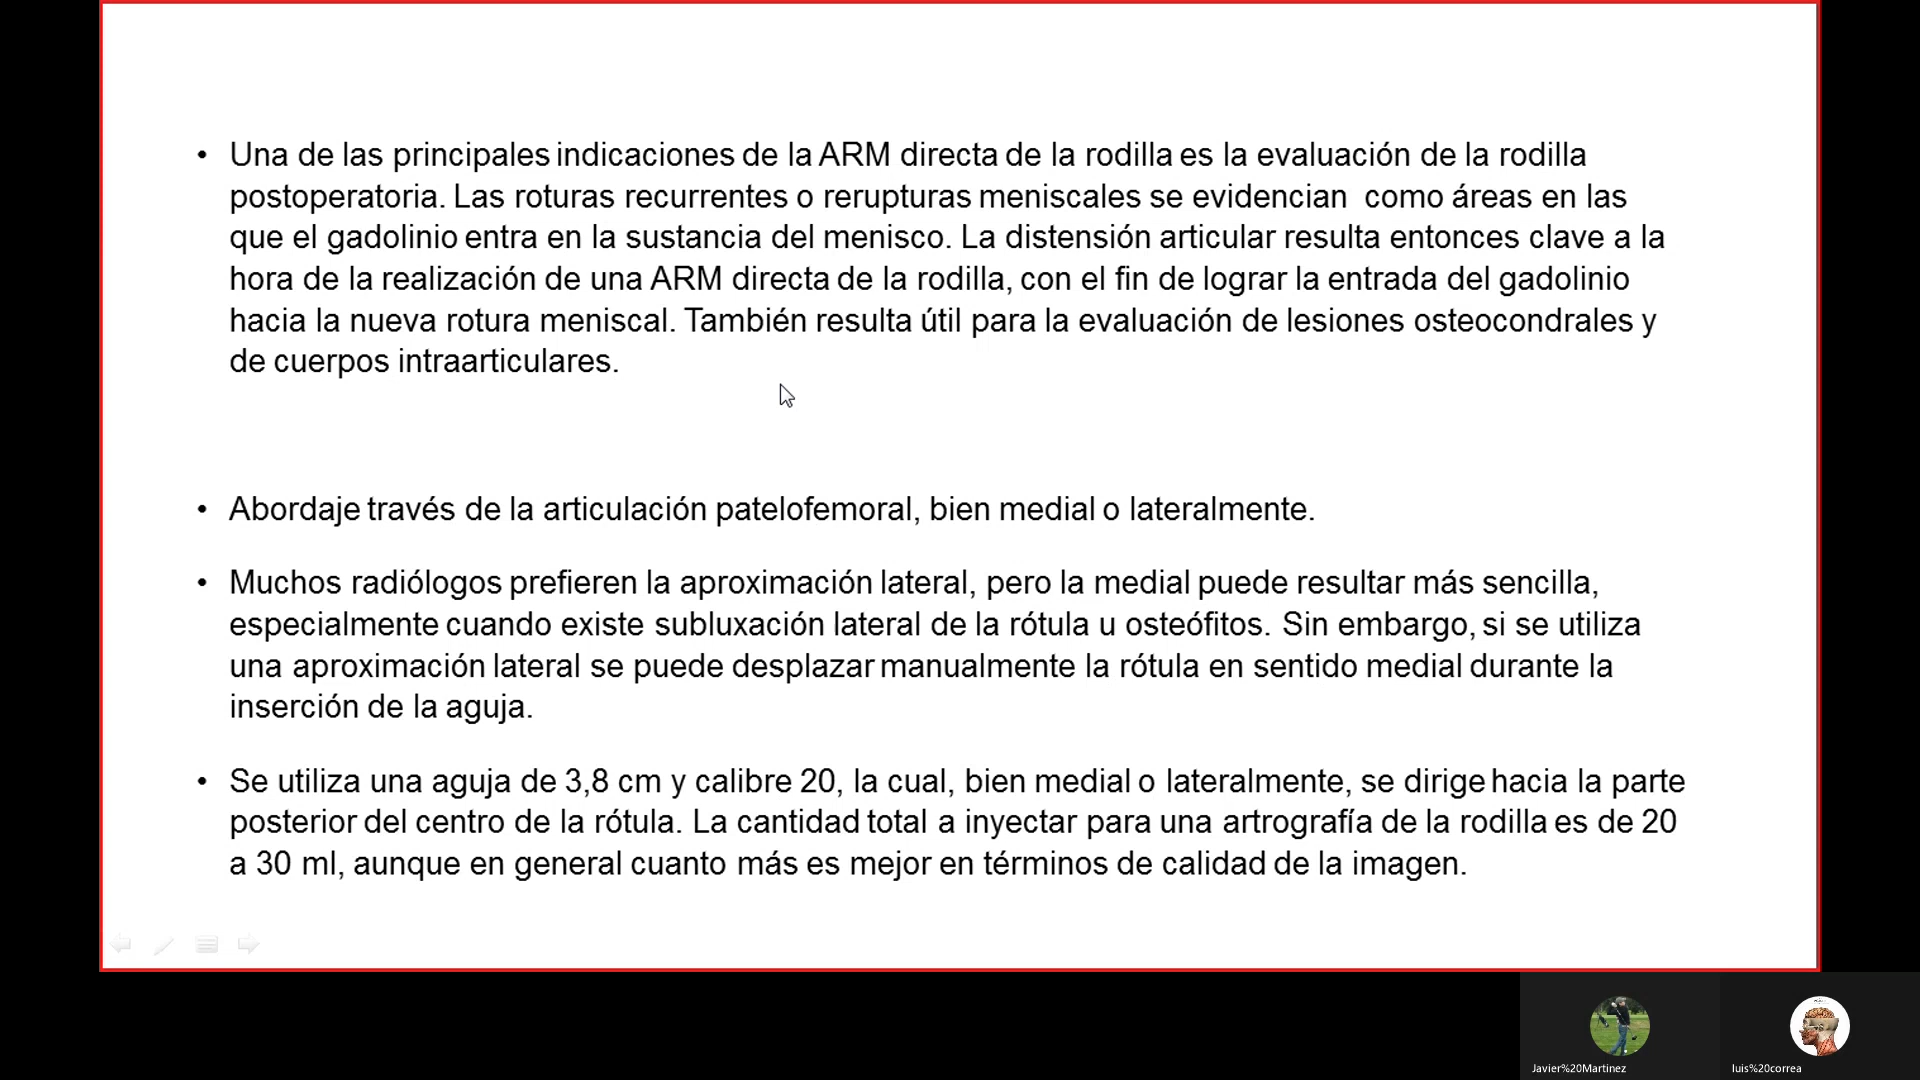 • Una de las principales indicaciones de la ARM directa de la rodilla es la evaluación de la rodilla
postoperatoria. Las roturas recurrentes o rerupturas meniscales se evidencian como áreas en las
que el gadolinio entra en la sustancia del menisco. La distensión articular resulta entonces clave a la
hora de la realización de una ARM directa de la rodilla, con el fin de lograr la entrada del gadolinio
hacia la nueva rotura meniscal. También resulta útil para la evaluación de lesiones osteocondrales y
de cuerpos intraarticulares.
• Abordaje través de la articulación patelofemoral, bien medial o lateralmente.
• Muchos radiólogos prefieren la aproximación lateral, pero la medial puede resultar más sencilla,
especialmente cuando existe subluxación lateral de la rótula u osteófitos. Sin embargo, si se utiliza
una aproximación lateral se puede desplazar manualmente la rótula en sentido medial durante la
inserción de la aguja.
• Se utiliza una aguja de 3,8 cm y calibre 20, la cual, bien medial o lateralmente, se dirige hacia la parte
posterior del centro de la rótula. La cantidad total a inyectar para una artrografía de la rodilla es de 20
a 30 ml, aunque en general cuanto más es mejor en términos de calidad de la imagen.
Javier%20Martinez
luis%20correa